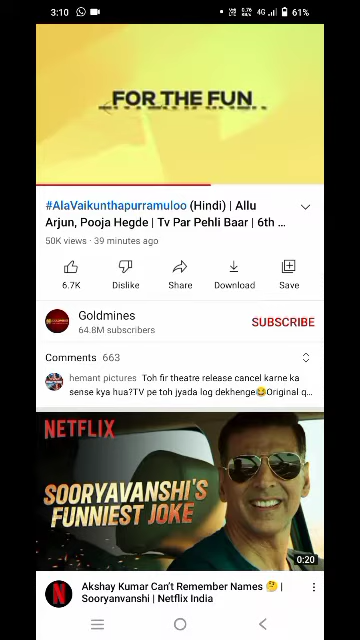 3:10
4G
61%
FOR THE FUN
#AlaVaikunthapurramuloo (Hindi) | Allu
Arjun, Pooja Hegde | Tv Par Pehli Baar | 6th ...
50K views · 39 minutes ago
6.7K
Dislike
Share
Download
Save
Goldmines
64.8M subscribers
SUBSCRIBE
Comments 663
hemant pictures Toh fir theatre release cancel karne ka
sense kya hua?TV pe toh jyada log dekhenge😂Original q...
NETFLIX
SOORYAVANSHI'S
FUNNIEST JOKE
0:20
Akshay Kumar Can't Remember Names 🤔 |
Sooryavanshi | Netflix India